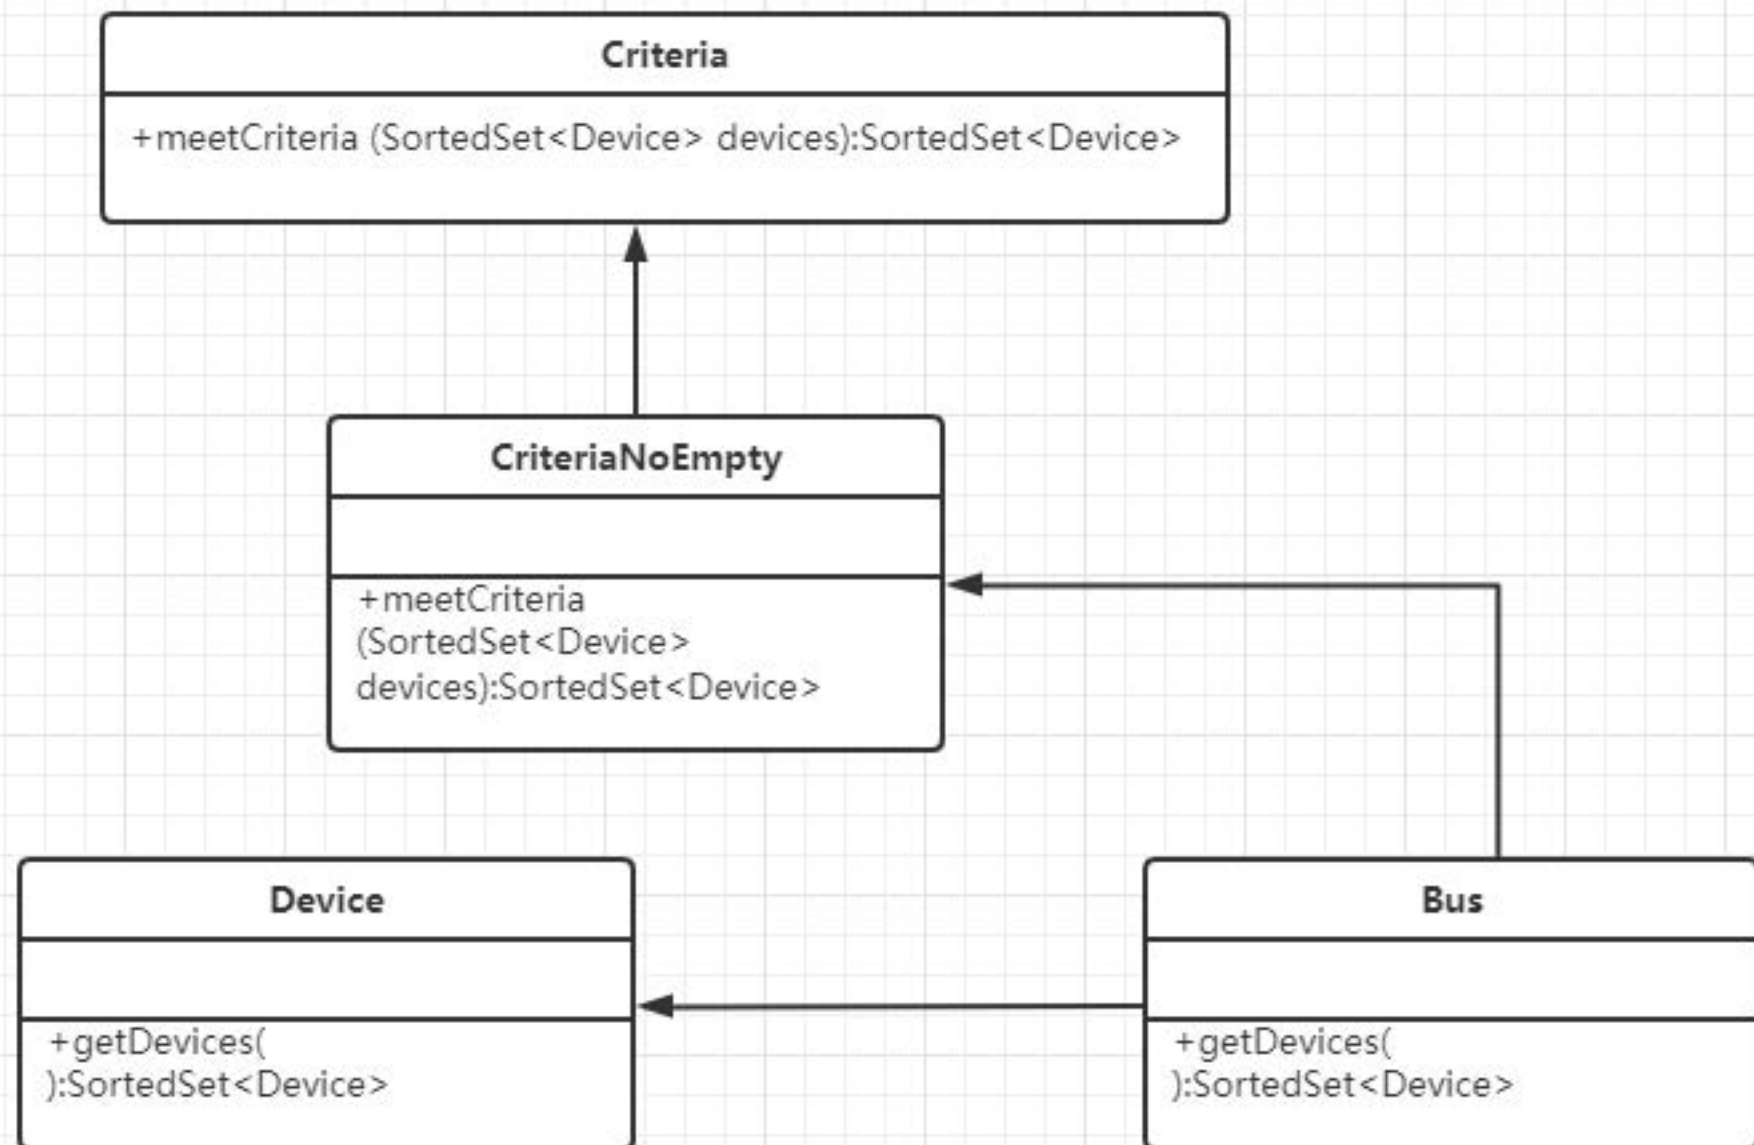 Criteria
+meetCriteria (SortedSet<Device> devices):SortedSet<Device>
CriteriaNoEmpty
+meetCriteria
(SortedSet<Device>
devices):SortedSet<Device>
Device
+getDevices(
):SortedSet<Device>
Bus
+getDevices(
):SortedSet<Device>